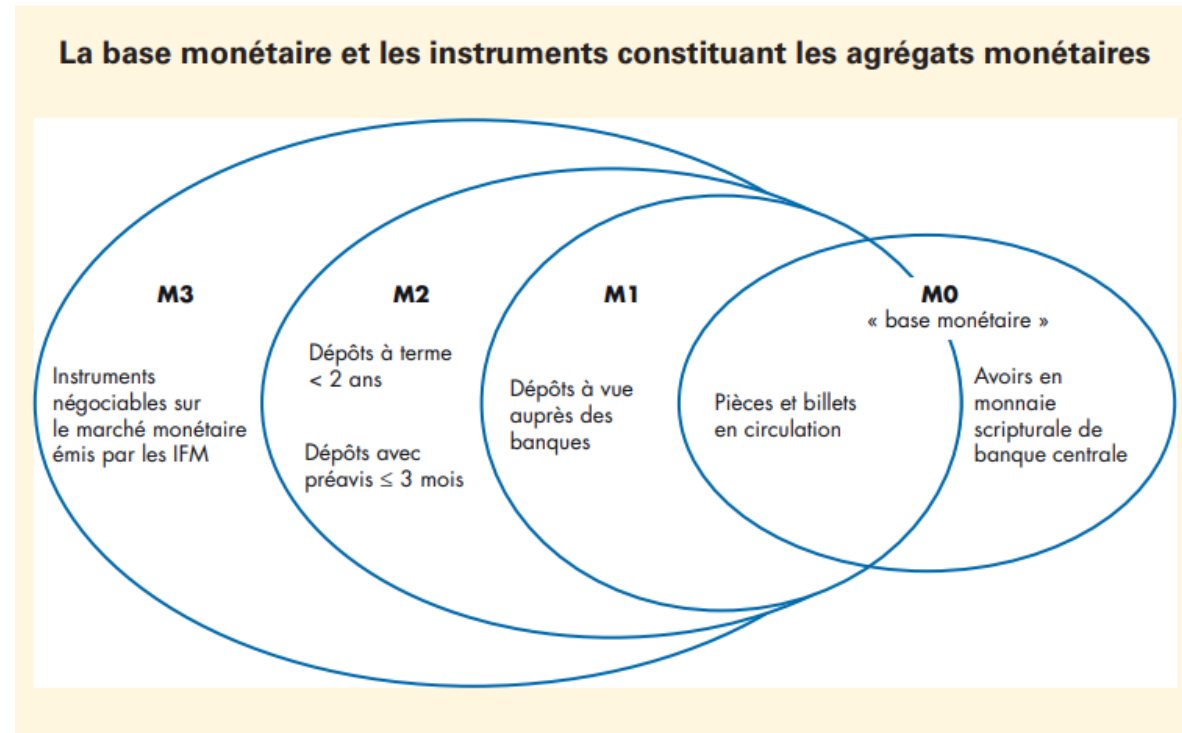 La base monétaire et les instruments constituant les agrégats monétaires
M3
Instruments
négociables sur
le marché monétaire
émis par les IFM
M2
Dépôts à terme
< 2 ans
Dépôts avec
préavis ≤ 3 mois
M1
Dépôts à vue
auprès des
banques
Pièces et billets
en circulation
M0
« base monétaire »
Avoirs en
monnaie
scripturale de
banque centrale